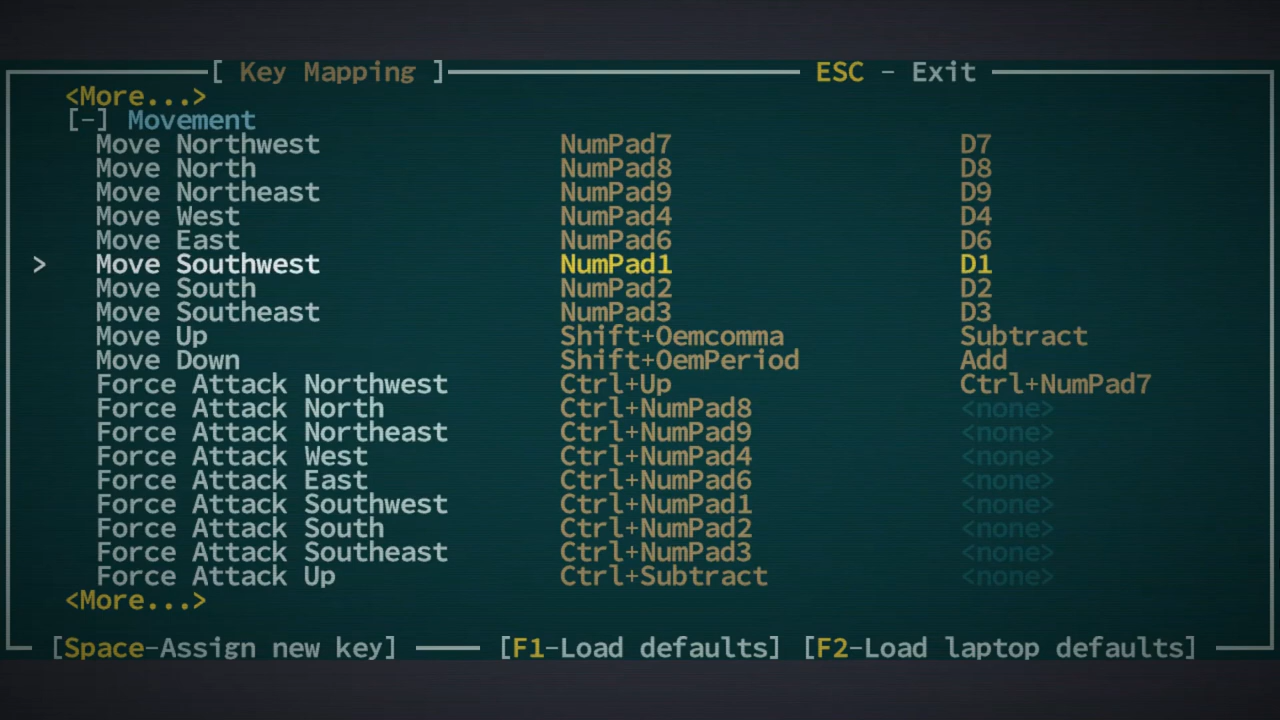 [ Key Mapping ] ESC - Exit
<More...>
[-] Movement
Move Northwest NumPad7 D7
Move North NumPad8 D8
Move Northeast NumPad9 D9
Move West NumPad4 D4
Move East NumPad6 D6
> Move Southwest NumPad1 D1
Move South NumPad2 D2
Move Southeast NumPad3 D3
Move Up Shift+Oemcomma Subtract
Move Down Shift+OemPeriod Add
Force Attack Northwest Ctrl+Up Ctrl+NumPad7
Force Attack North Ctrl+NumPad8 <none>
Force Attack Northeast Ctrl+NumPad9 <none>
Force Attack West Ctrl+NumPad4 <none>
Force Attack East Ctrl+NumPad6 <none>
Force Attack Southwest Ctrl+NumPad1 <none>
Force Attack South Ctrl+NumPad2 <none>
Force Attack Southeast Ctrl+NumPad3 <none>
Force Attack Up Ctrl+Subtract <none>
<More...>
[Space-Assign new key] [F1-Load defaults] [F2-Load laptop defaults]